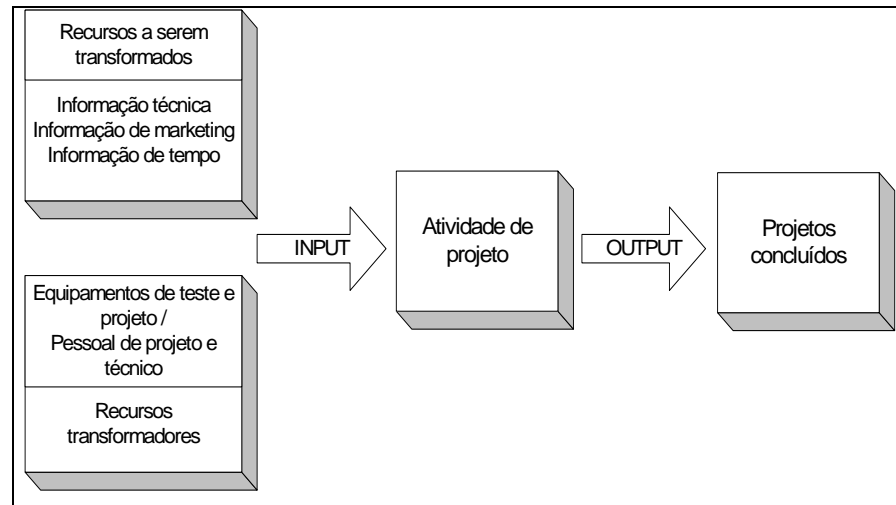 Recursos a serem
transformados
Informação técnica
Informação de marketing
Informação de tempo
Equipamentos de teste e
projeto /
Pessoal de projeto e
técnico
Recursos
transformadores
INPUT
Atividade de
projeto
OUTPUT
Projetos
concluídos